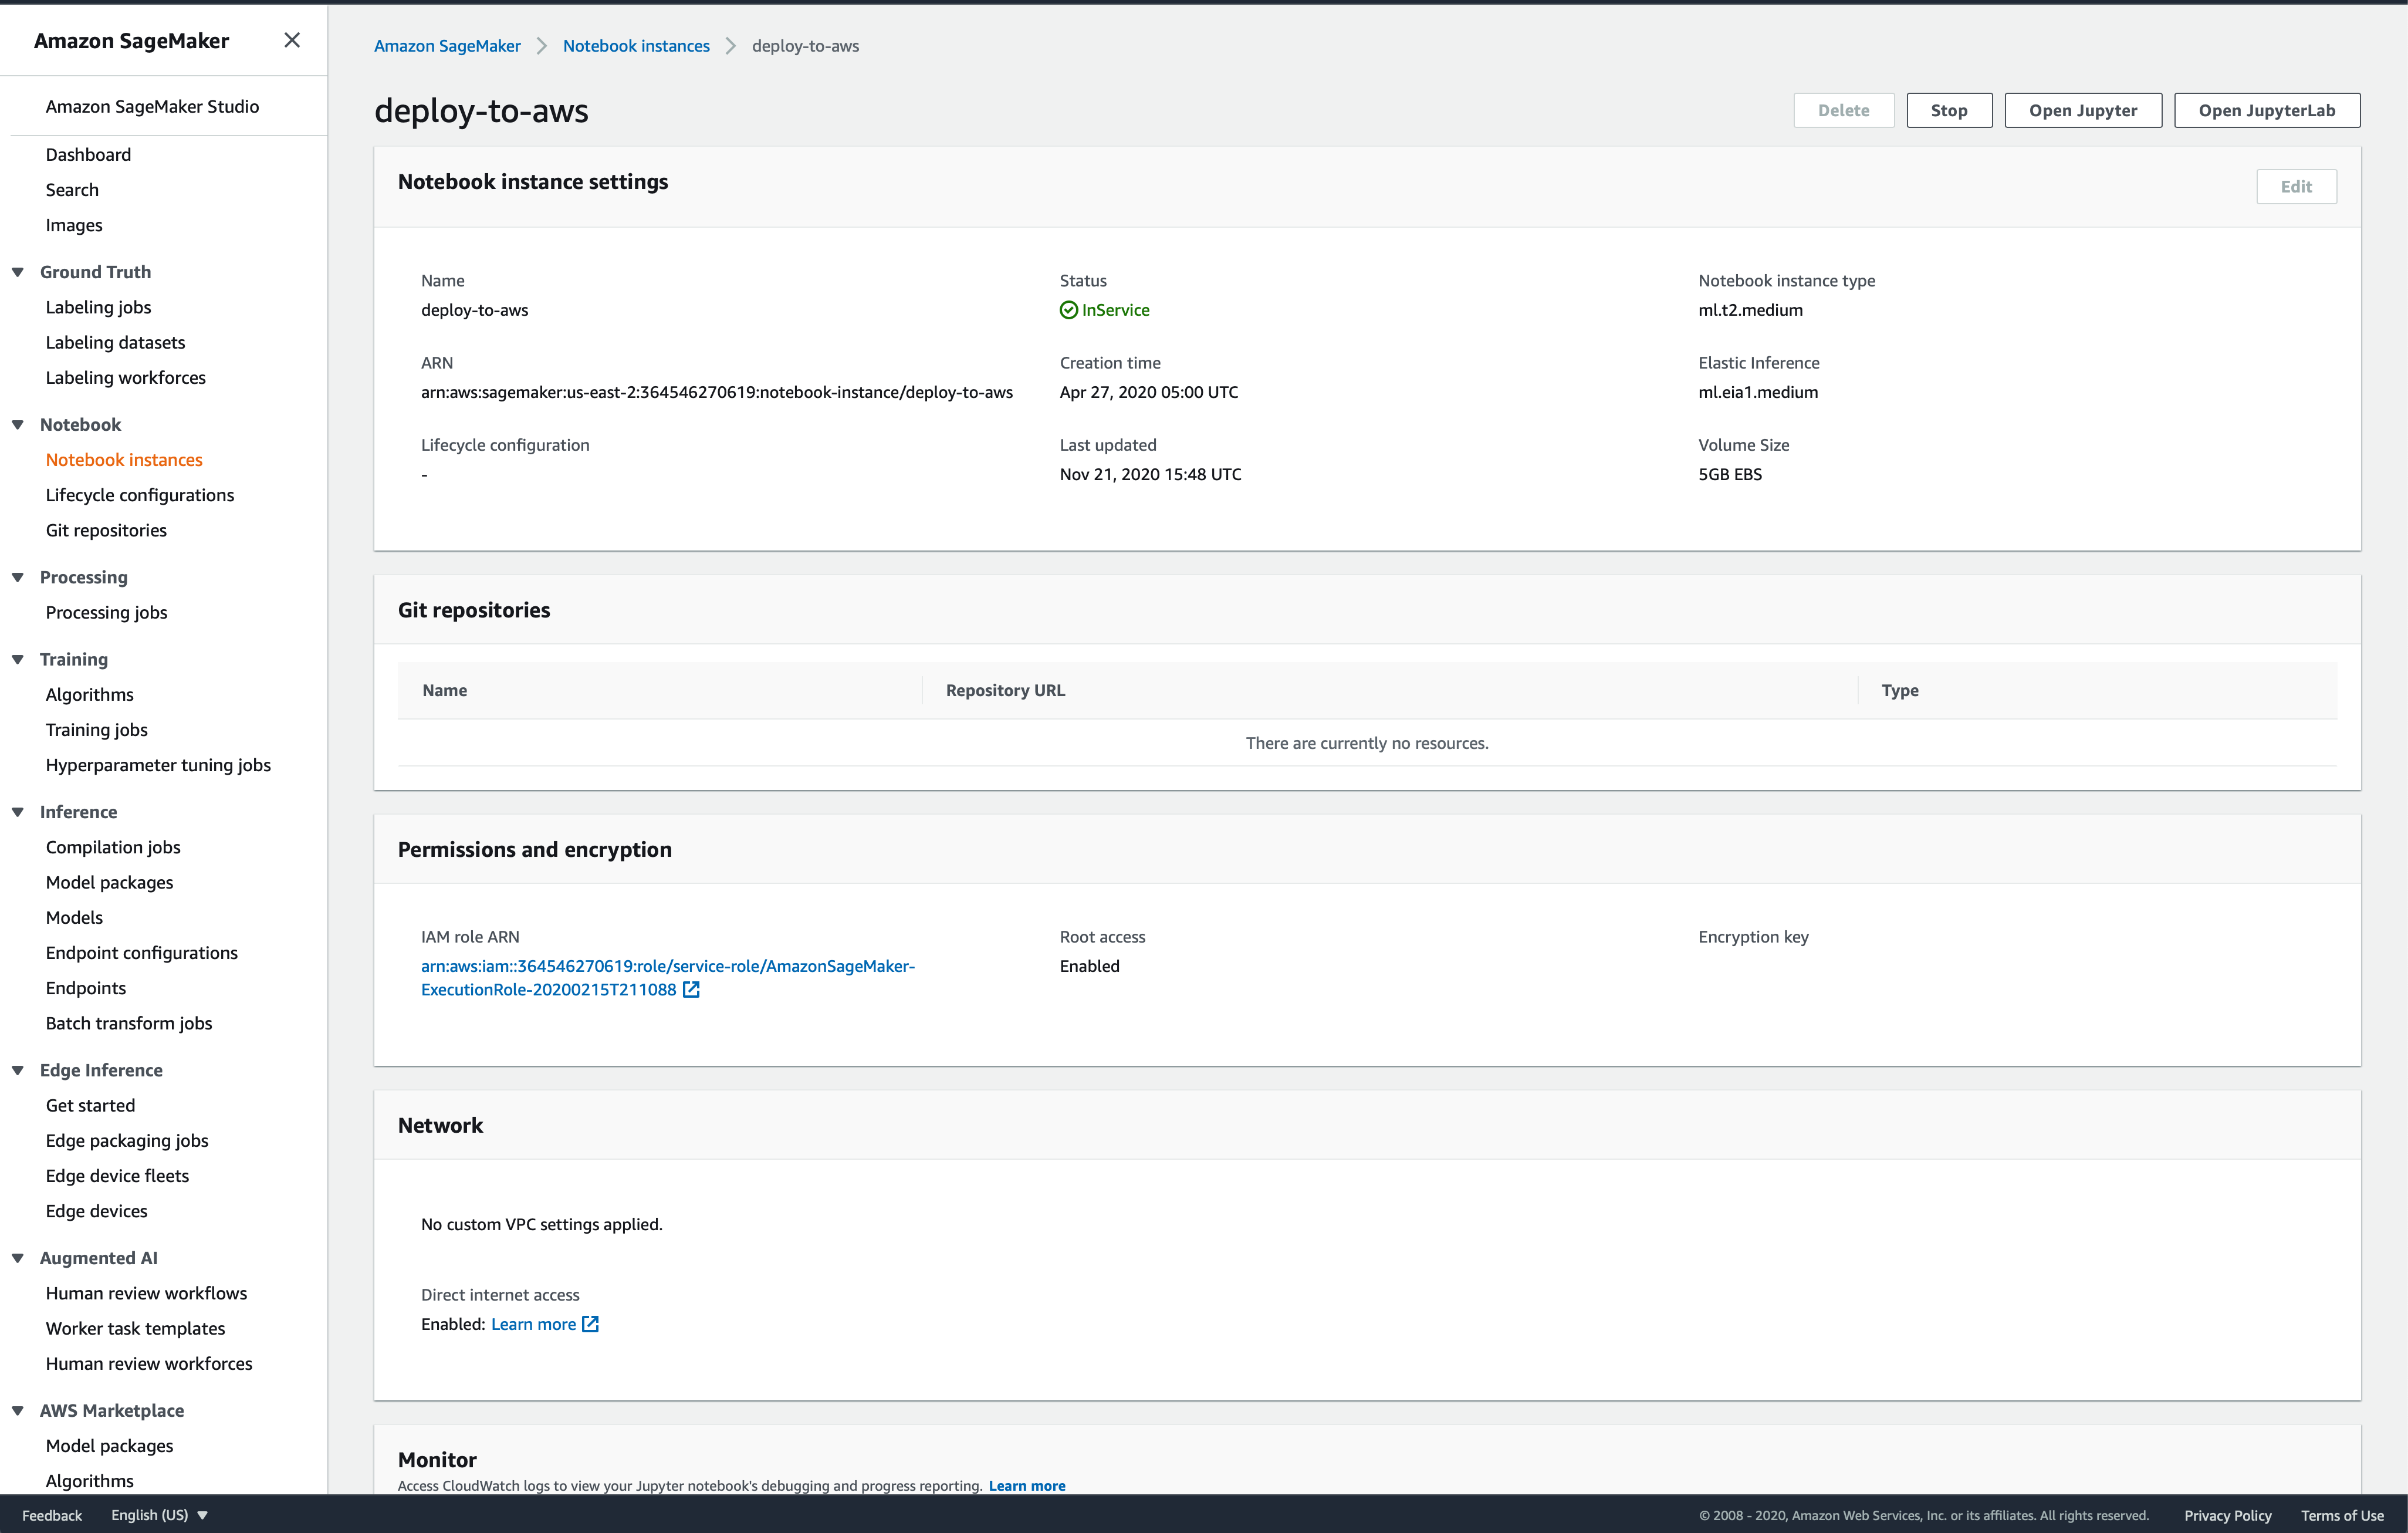 Amazon SageMaker
Amazon SageMaker Studio
Dashboard
Search
Images
Ground Truth
Labeling jobs
Labeling datasets
Labeling workforces
Notebook
Notebook instances
Lifecycle configurations
Git repositories
Processing
Processing jobs
Training
Algorithms
Training jobs
Hyperparameter tuning jobs
Inference
Compilation jobs
Model packages
Models
Endpoint configurations
Endpoints
Batch transform jobs
Edge Inference
Get started
Edge packaging jobs
Edge device fleets
Edge devices
Augmented AI
Human review workflows
Worker task templates
Human review workforces
AWS Marketplace
Model packages
Algorithms
Amazon SageMaker > Notebook instances > deploy-to-aws
deploy-to-aws
Delete Stop Open Jupyter Open JupyterLab
Notebook instance settings
Edit
Name
deploy-to-aws
Status
InService
Notebook instance type
ml.t2.medium
ARN
arn:aws:sagemaker:us-east-2:364546270619:notebook-instance/deploy-to-aws
Creation time
Apr 27, 2020 05:00 UTC
Elastic Inference
ml.eia1.medium
Lifecycle configuration
-
Last updated
Nov 21, 2020 15:48 UTC
Volume Size
5GB EBS
Git repositories
Name Repository URL Type
There are currently no resources.
Permissions and encryption
IAM role ARN
arn:aws:iam::364546270619:role/service-role/AmazonSageMaker-
ExecutionRole-20200215T211088
Root access
Enabled
Encryption key
Network
No custom VPC settings applied.
Direct internet access
Enabled: Learn more
Monitor
Access CloudWatch logs to view your Jupyter notebook's debugging and progress reporting. Learn more
Feedback English (US) © 2008 - 2020, Amazon Web Services, Inc. or its affiliates. All rights reserved. Privacy Policy Terms of Use